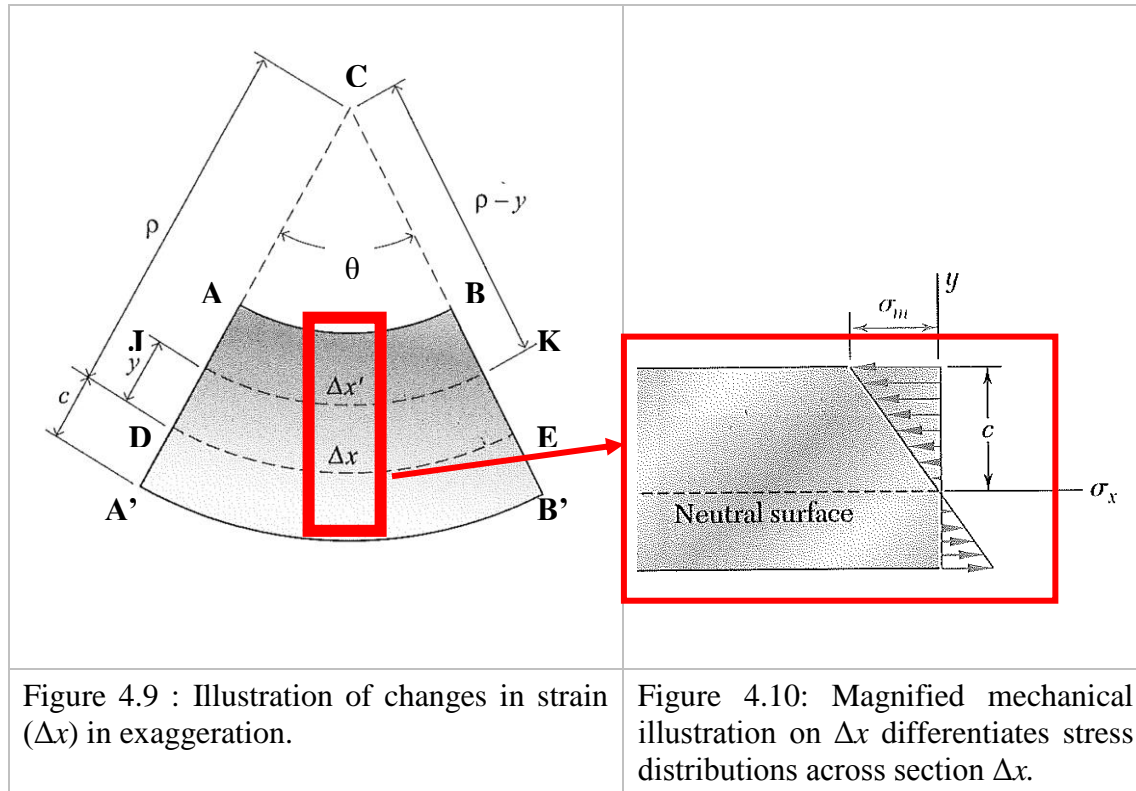 C
ρ
ρ – y
θ
A
B
J
K
y
Δx'
c
D
E
Δx
A’
B’
y
σm
c
σx
Neutral surface
Figure 4.9 : Illustration of changes in strain
(Δx) in exaggeration.
Figure 4.10: Magnified mechanical
illustration on Δx differentiates stress
distributions across section Δx.